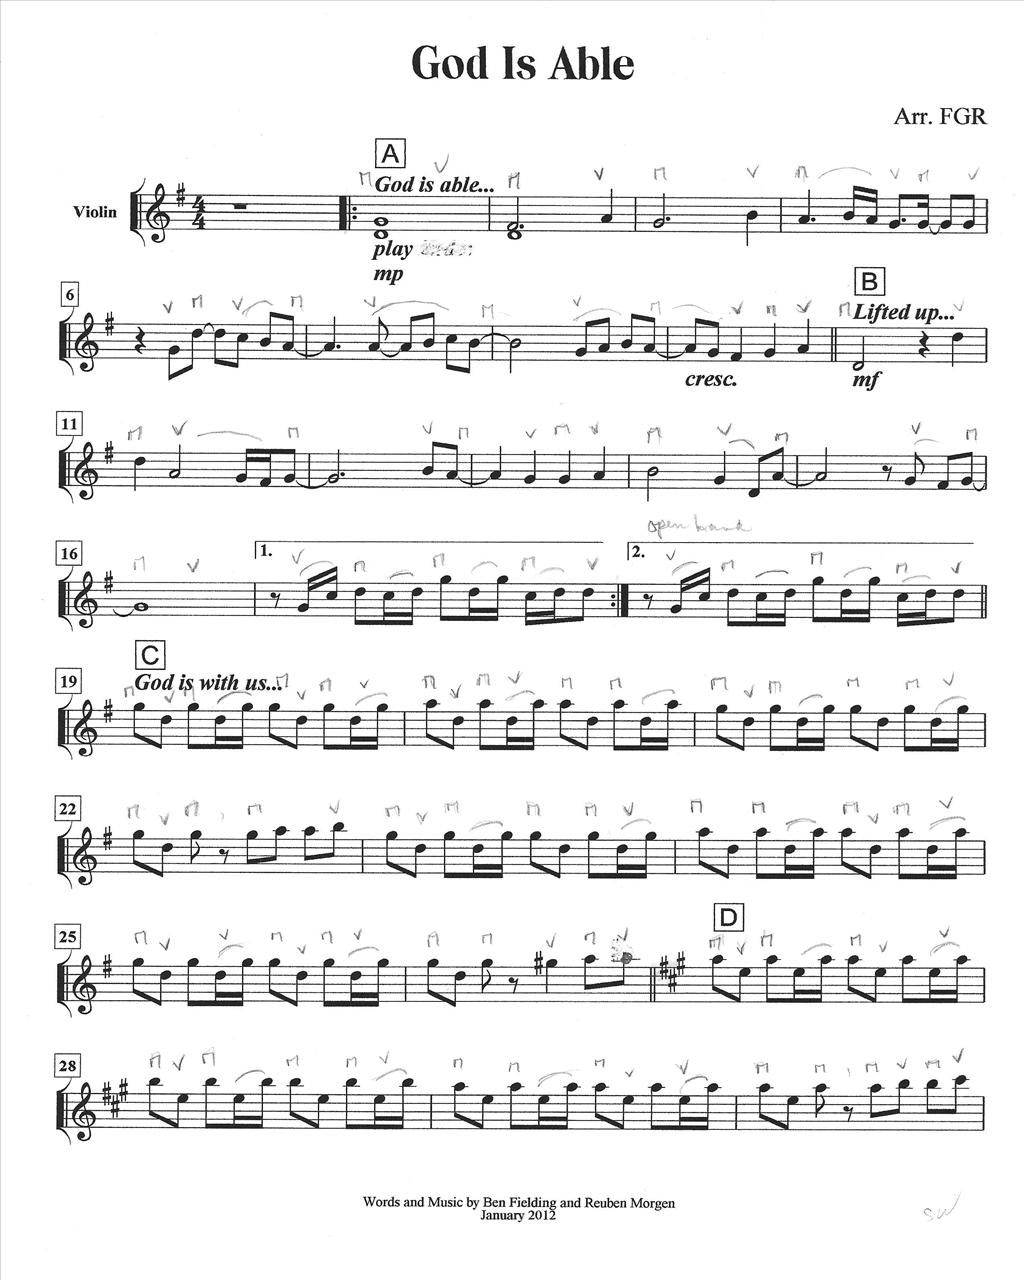 God Is Able
Arr. FGR
A
God is able...
Violin
play
mp
6
B
Lifted up...
cresc.
mf
11
open hand
16
1.
2.
C
19
God is with us...
22
D
25
28
Words and Music by Ben Fielding and Reuben Morgen
January 2012
SW